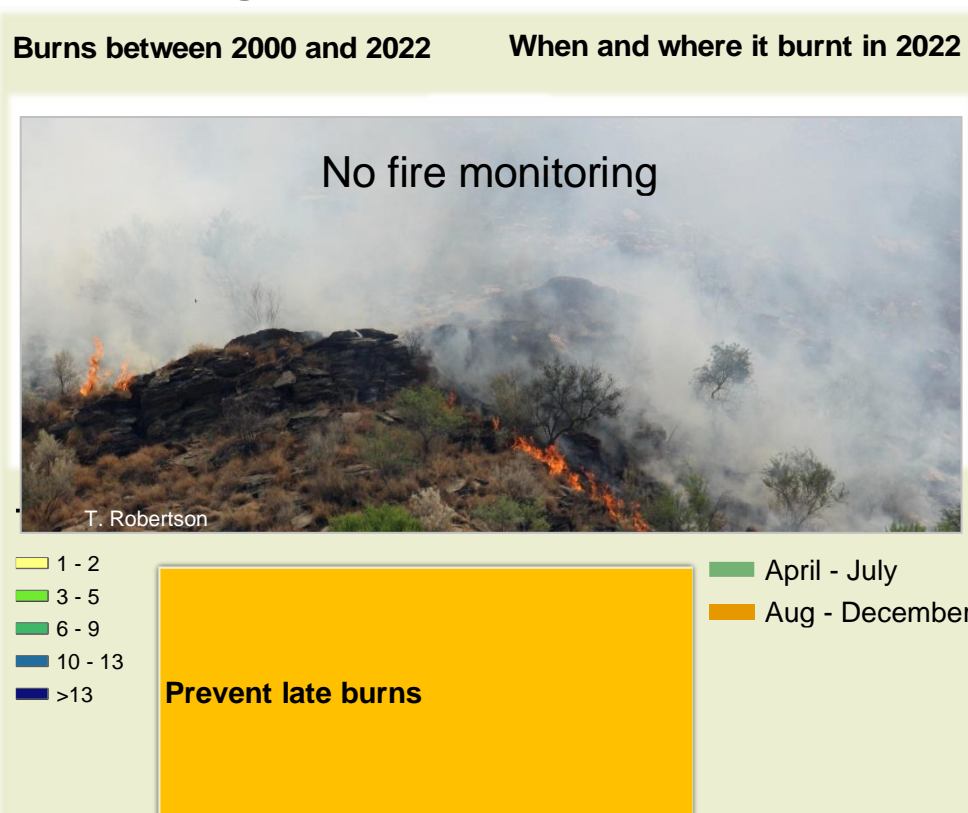 Burns between 2000 and 2022
When and where it burnt in 2022
No fire monitoring
T. Robertson
1 - 2
3 - 5
6 - 9
10 - 13
>13
April - July
Aug - December
Prevent late burns